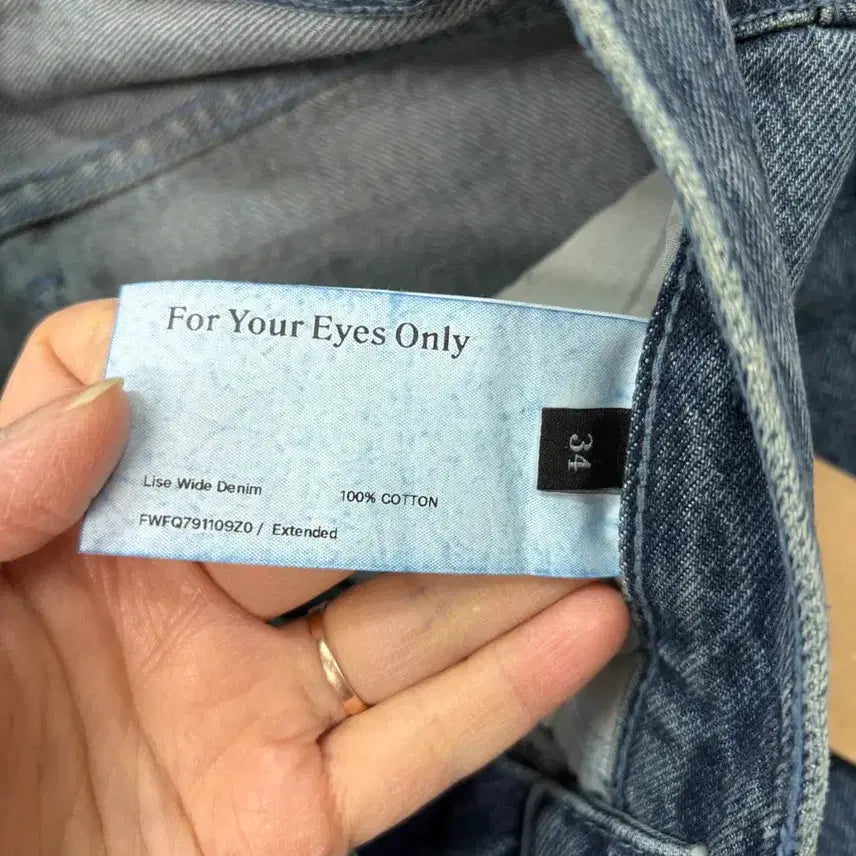 For Your Eyes Only
34
Lise Wide Denim
100% COTTON
FWFQ791109Z0 / Extended